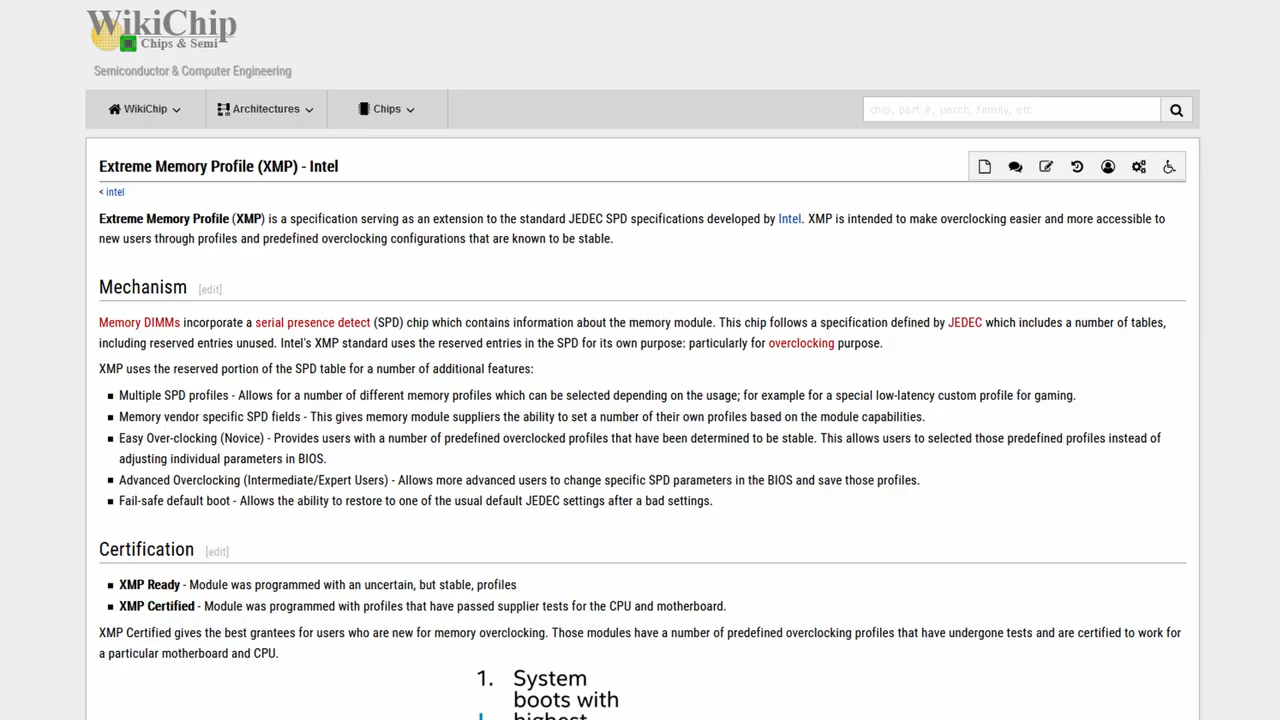 WikiChip
Chips & Semi
Semiconductor & Computer Engineering
WikiChip
Architectures
Chips
chip, part #, µarch, family, etc
Extreme Memory Profile (XMP) - Intel
< intel
Extreme Memory Profile (XMP) is a specification serving as an extension to the standard JEDEC SPD specifications developed by Intel. XMP is intended to make overclocking easier and more accessible to
new users through profiles and predefined overclocking configurations that are known to be stable.
Mechanism [edit]
Memory DIMMs incorporate a serial presence detect (SPD) chip which contains information about the memory module. This chip follows a specification defined by JEDEC which includes a number of tables,
including reserved entries unused. Intel's XMP standard uses the reserved entries in the SPD for its own purpose: particularly for overclocking purpose.
XMP uses the reserved portion of the SPD table for a number of additional features:
Multiple SPD profiles - Allows for a number of different memory profiles which can be selected depending on the usage; for example for a special low-latency custom profile for gaming.
Memory vendor specific SPD fields - This gives memory module suppliers the ability to set a number of their own profiles based on the module capabilities.
Easy Over-clocking (Novice) - Provides users with a number of predefined overclocked profiles that have been determined to be stable. This allows users to selected those predefined profiles instead of
adjusting individual parameters in BIOS.
Advanced Overclocking (Intermediate/Expert Users) - Allows more advanced users to change specific SPD parameters in the BIOS and save those profiles.
Fail-safe default boot - Allows the ability to restore to one of the usual default JEDEC settings after a bad settings.
Certification [edit]
XMP Ready - Module was programmed with an uncertain, but stable, profiles
XMP Certified - Module was programmed with profiles that have passed supplier tests for the CPU and motherboard.
XMP Certified gives the best grantees for users who are new for memory overclocking. Those modules have a number of predefined overclocking profiles that have undergone tests and are certified to work for
a particular motherboard and CPU.
1. System
boots with
highest